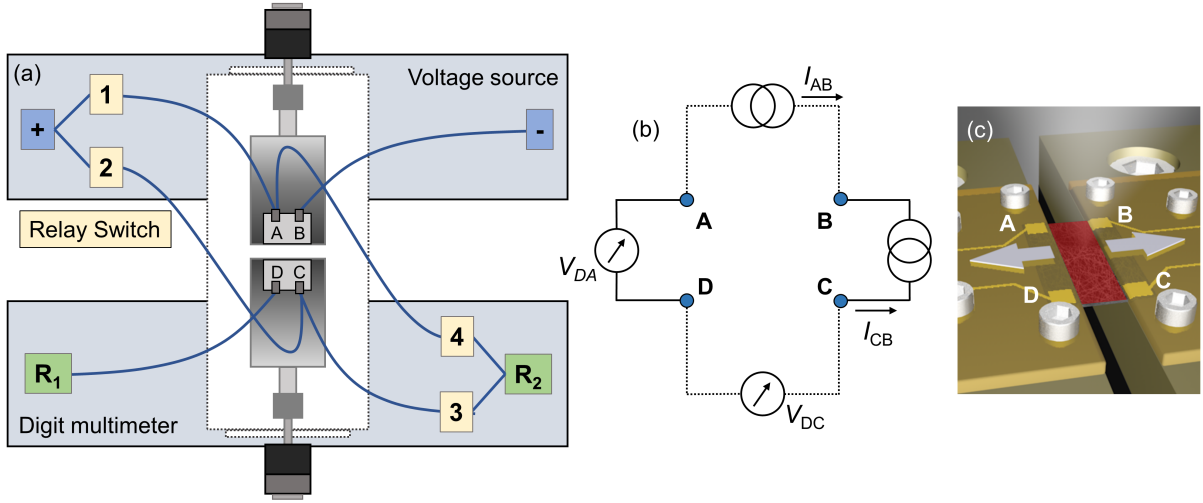 (a)
Voltage source
+
1
2
-
Relay Switch
A B
D C
R1
4
3
R2
Digit multimeter
(b)
IAB
A
B
VDA
D
C
ICB
VDC
(c)
A
B
D
C